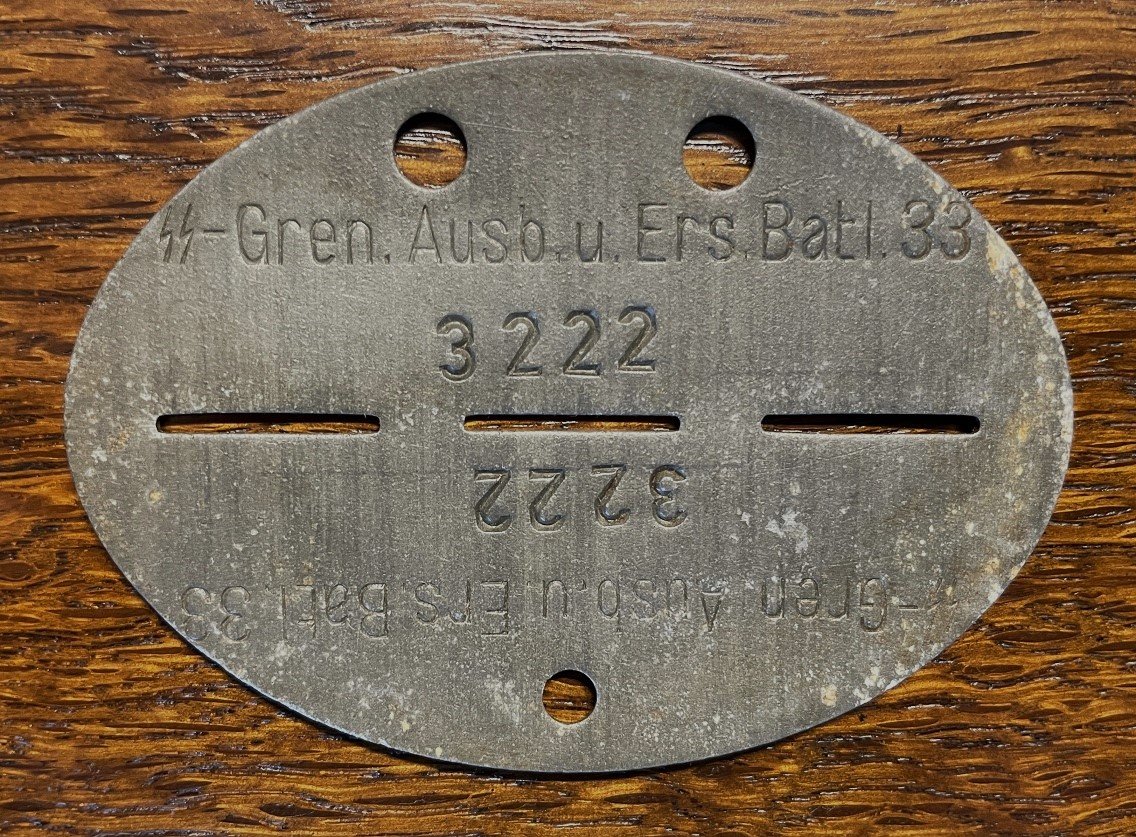 ᛋᛋ-Gren. Ausb. u. Ers. Batl. 33
3222
3222
ᛋᛋ-Gren. Ausb. u. Ers. Batl. 33